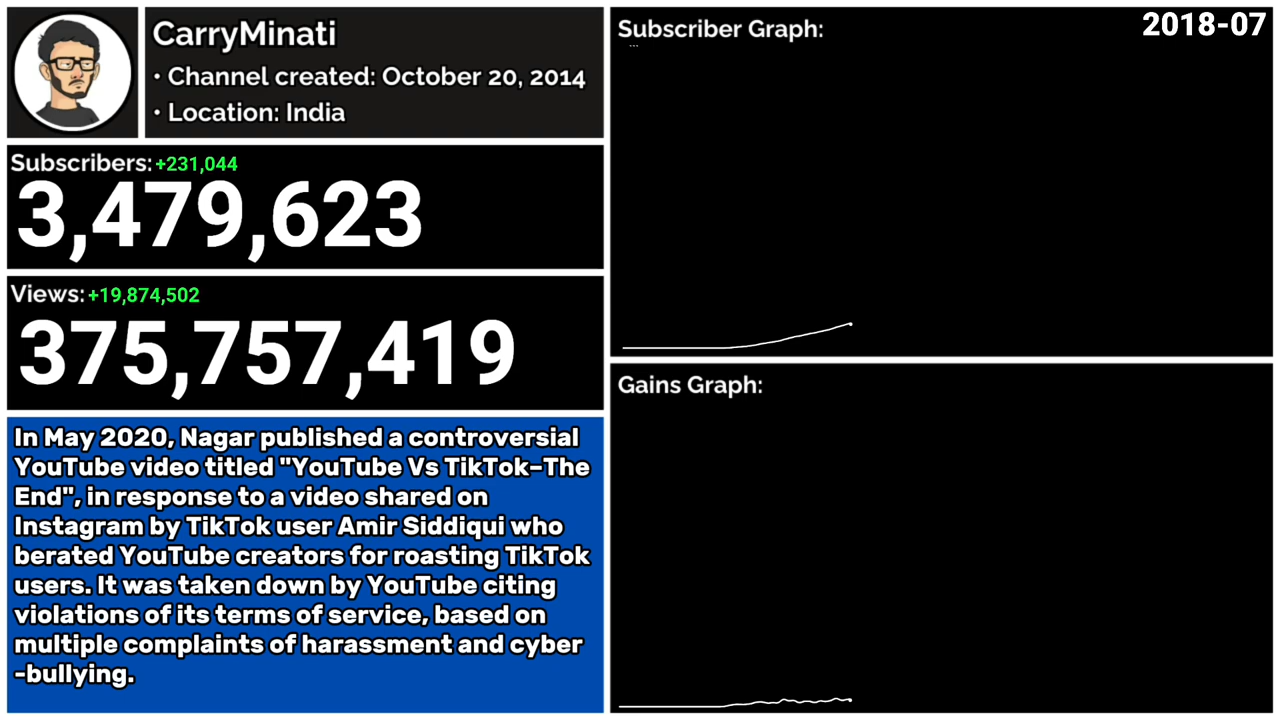 CarryMinati
• Channel created: October 20, 2014
• Location: India
Subscribers: +231,044
3,479,623
Views: +19,874,502
375,757,419
In May 2020, Nagar published a controversial
YouTube video titled "YouTube Vs TikTok-The
End", in response to a video shared on
Instagram by TikTok user Amir Siddiqui who
berated YouTube creators for roasting TikTok
users. It was taken down by YouTube citing
violations of its terms of service, based on
multiple complaints of harassment and cyber
-bullying.
Subscriber Graph:
2018-07
...
Gains Graph: